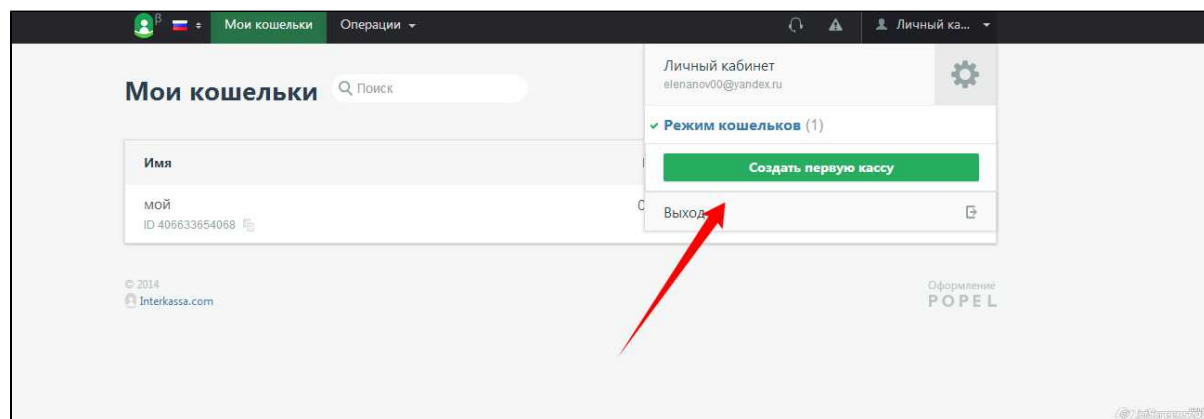 β
Мои кошельки
Операции
Личный ка...
Мои кошельки
Поиск
Личный кабинет
elenanov00@yandex.ru
Режим кошельков (1)
Создать первую кассу
Выход
Имя
мой
ID 406633654068
© 2014
Interkassa.com
Оформление
POPEL